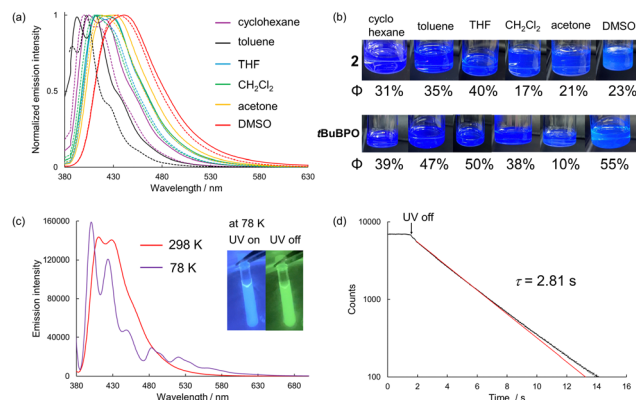 (a)
Normalized emission intensity
1
0.5
0
380 430 480 530 580 630
Wavelength / nm
cyclohexane
toluene
THF
CH₂Cl₂
acetone
DMSO
(b)
cyclo
hexane toluene THF CH₂Cl₂ acetone DMSO
2
Φ 31% 35% 40% 17% 21% 23%
tBuBPO
Φ 39% 47% 50% 38% 10% 55%
(c)
Emission intensity
160000
120000
80000
40000
0
380 430 480 530 580 630 680
Wavelength / nm
298 K
78 K
at 78 K
UV on UV off
(d)
UV off
Counts
10000
1000
100
τ = 2.81 s
0 2 4 6 8 10 12 14 16
Time / s